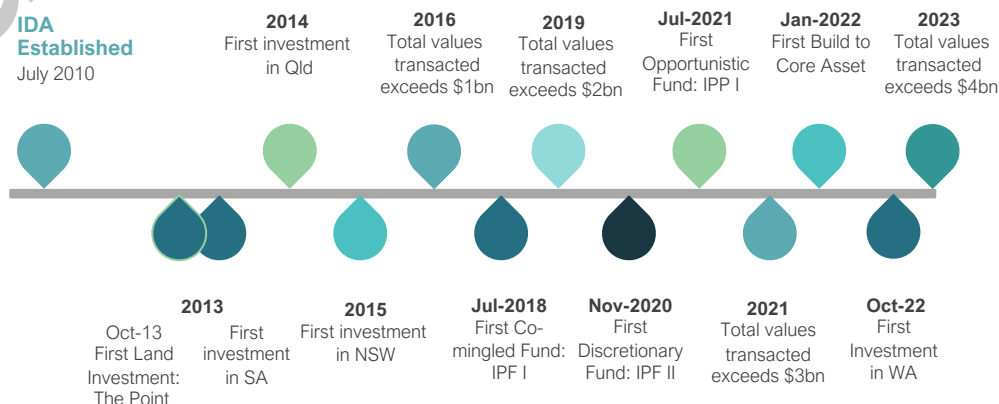 IDA
Established
July 2010
2014
First investment
in Qld
2016
Total values
transacted
exceeds $1bn
2019
Total values
transacted
exceeds $2bn
Jul-2021
First
Opportunistic
Fund: IPP I
Jan-2022
First Build to
Core Asset
2023
Total values
transacted
exceeds $4bn
2013
Oct-13
First Land
Investment:
The Point
First
investment
in SA
2015
First investment
in NSW
Jul-2018
First Co-
mingled Fund:
IPF I
Nov-2020
First
Discretionary
Fund: IPF II
2021
Total values
transacted
exceeds $3bn
Oct-22
First
Investment
in WA